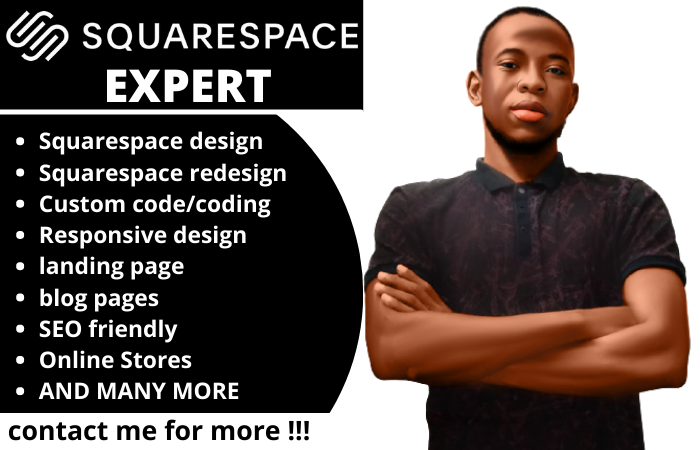 SQUARESPACE
EXPERT
• Squarespace design
• Squarespace redesign
• Custom code/coding
• Responsive design
• landing page
• blog pages
• SEO friendly
• Online Stores
• AND MANY MORE
contact me for more !!!